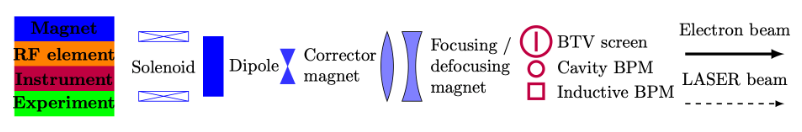 Magnet
RF element
Instrument
Experiment
Solenoid
Dipole
Corrector
magnet
Focusing /
defocusing
magnet
BTV screen
Cavity BPM
Inductive BPM
Electron beam
LASER beam